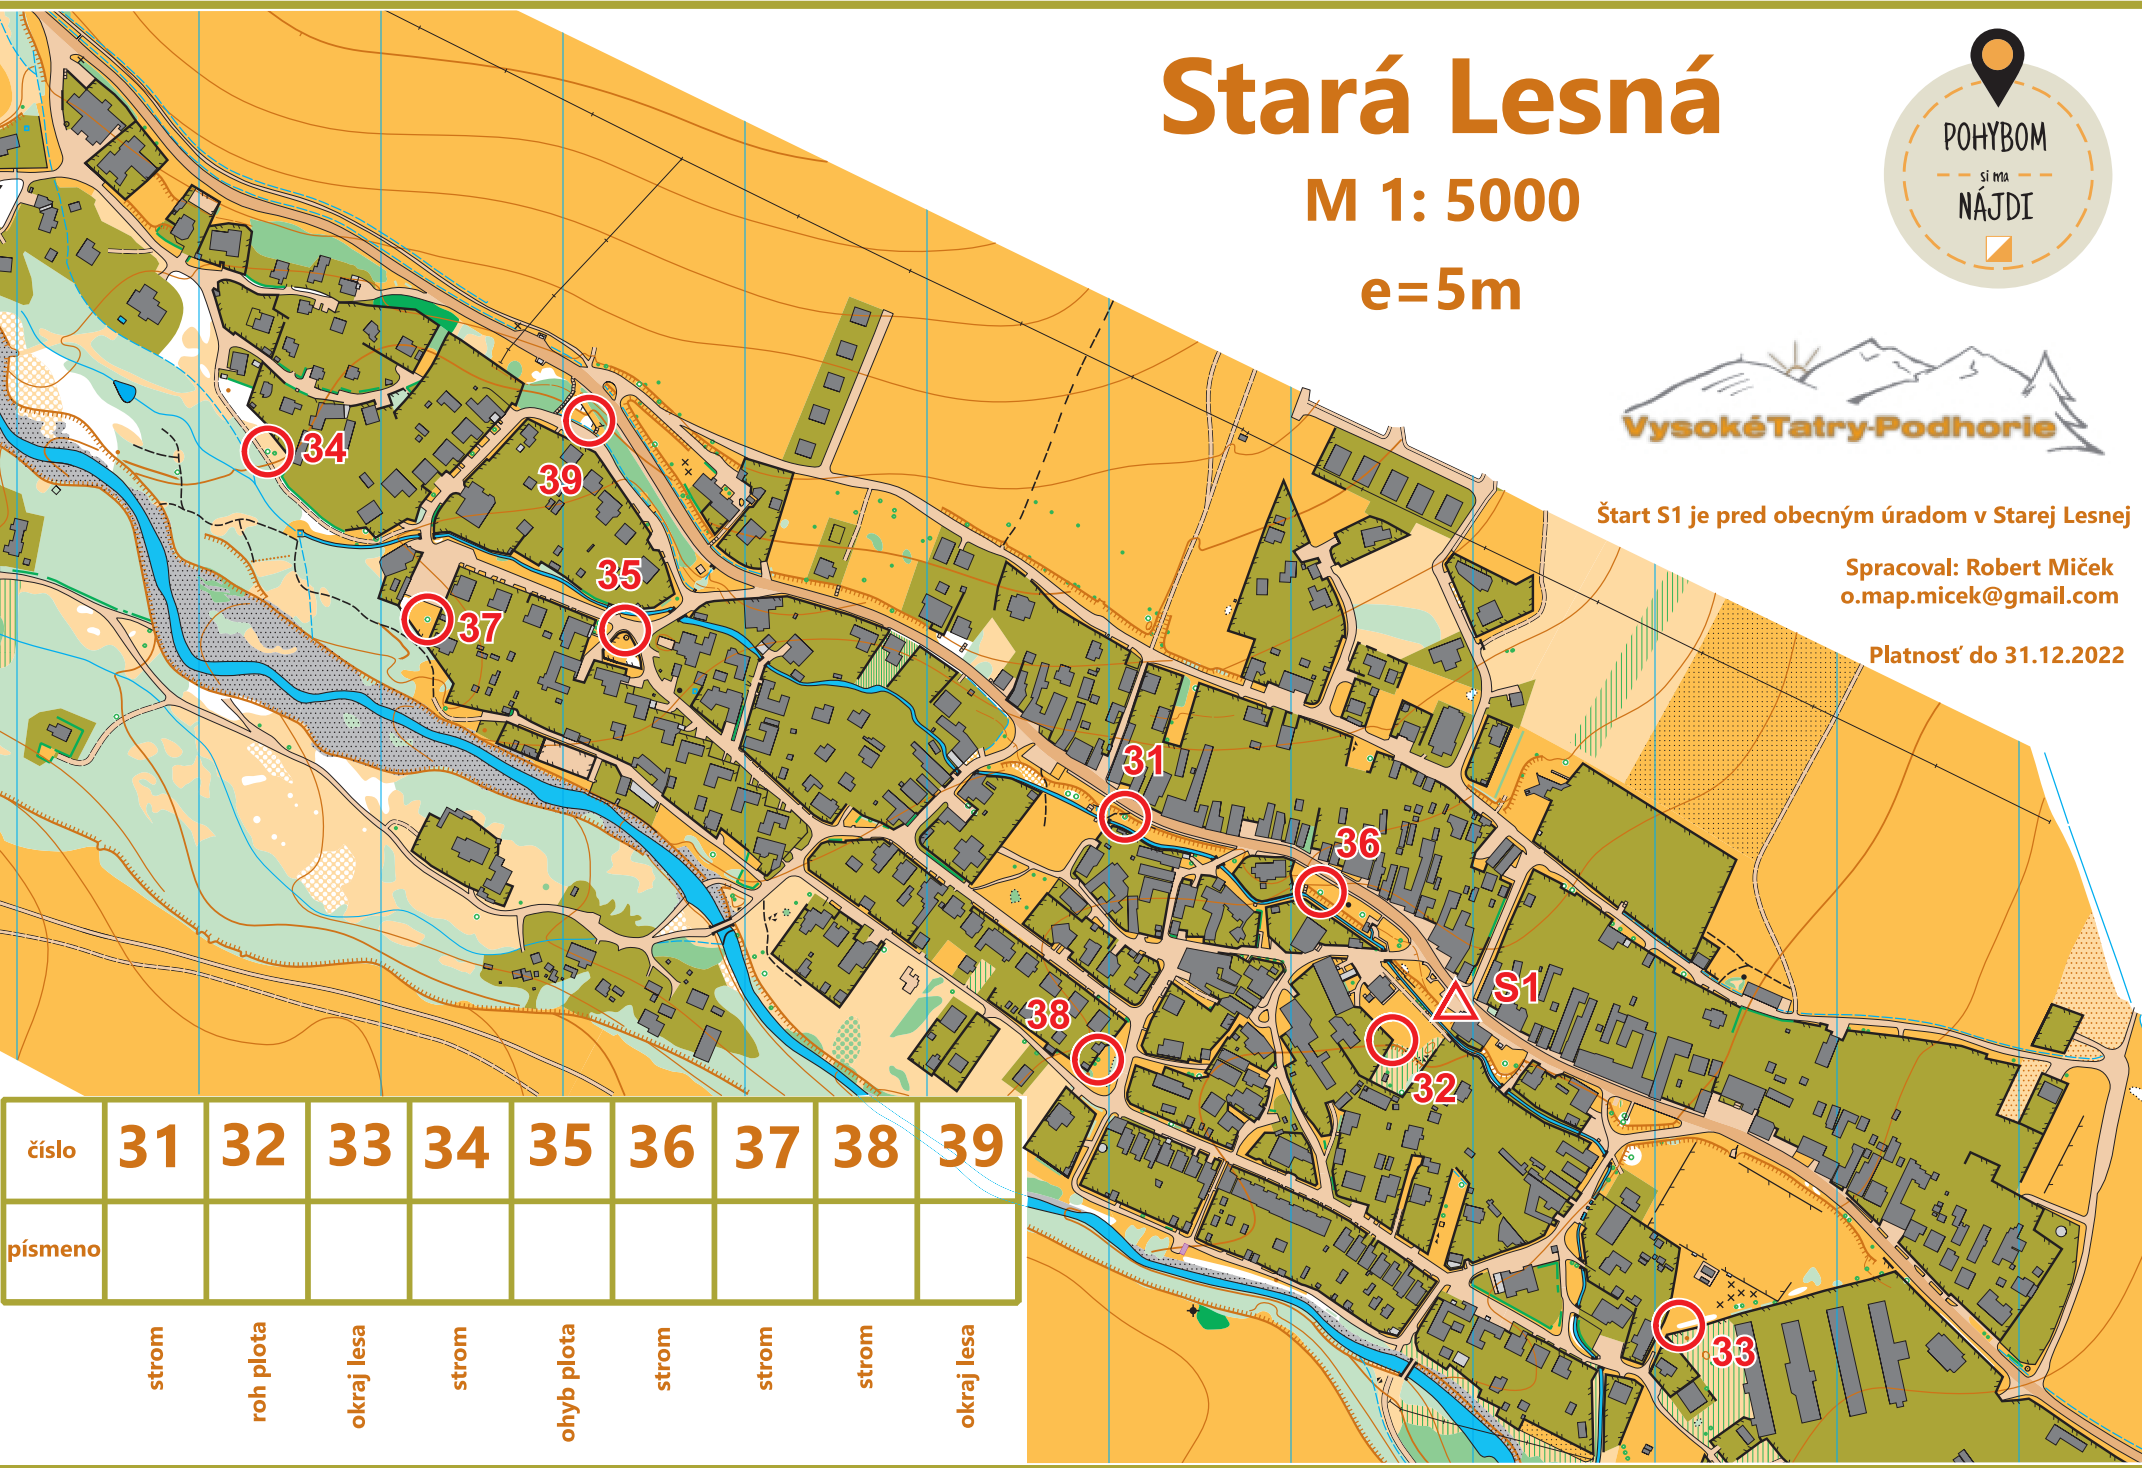 Stará Lesná
M 1: 5000
e=5m
POHYBOM
si ma
NÁJDI
VysokéTatry-Podhorie
Štart S1 je pred obecným úradom v Starej Lesnej
Spracoval: Robert Miček
o.map.micek@gmail.com
Platnosť do 31.12.2022
34
39
35
37
31
36
S1
38
32
33
číslo 31 32 33 34 35 36 37 38 39
písmeno
strom
roh plota
okraj lesa
strom
ohyb plota
strom
strom
strom
okraj lesa